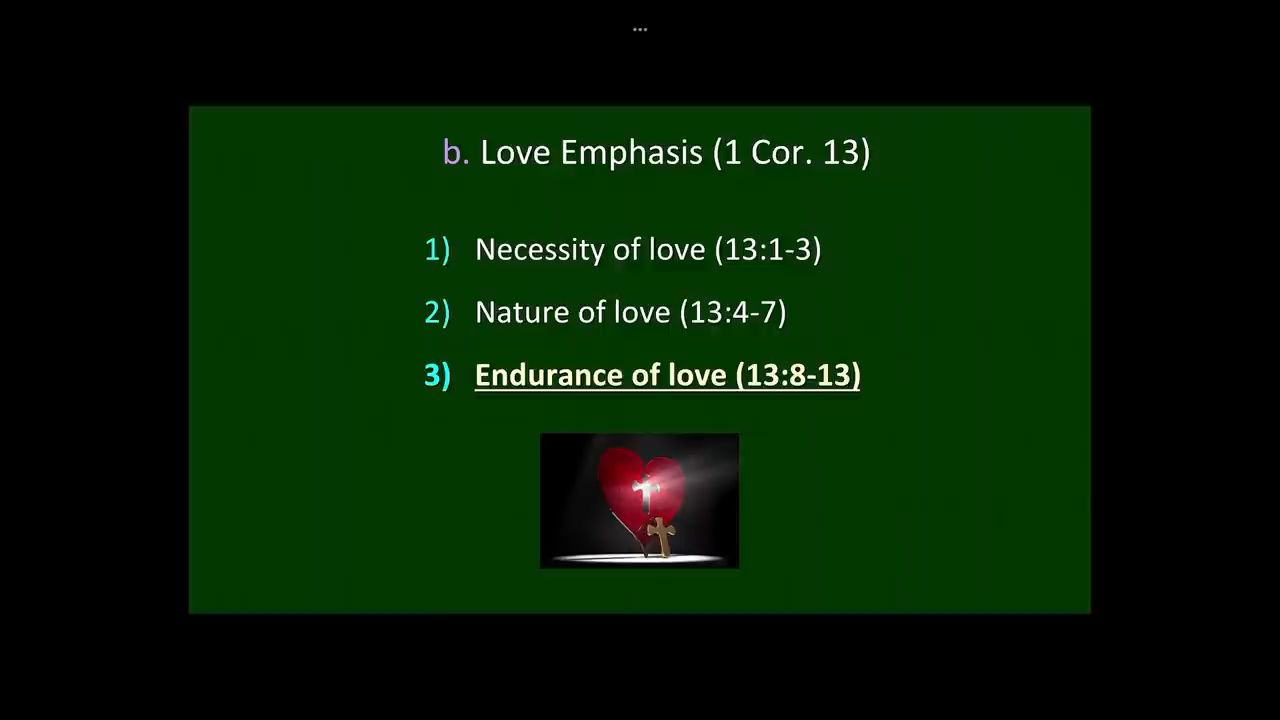 b. Love Emphasis (1 Cor. 13)
1) Necessity of love (13:1-3)
2) Nature of love (13:4-7)
3) Endurance of love (13:8-13)